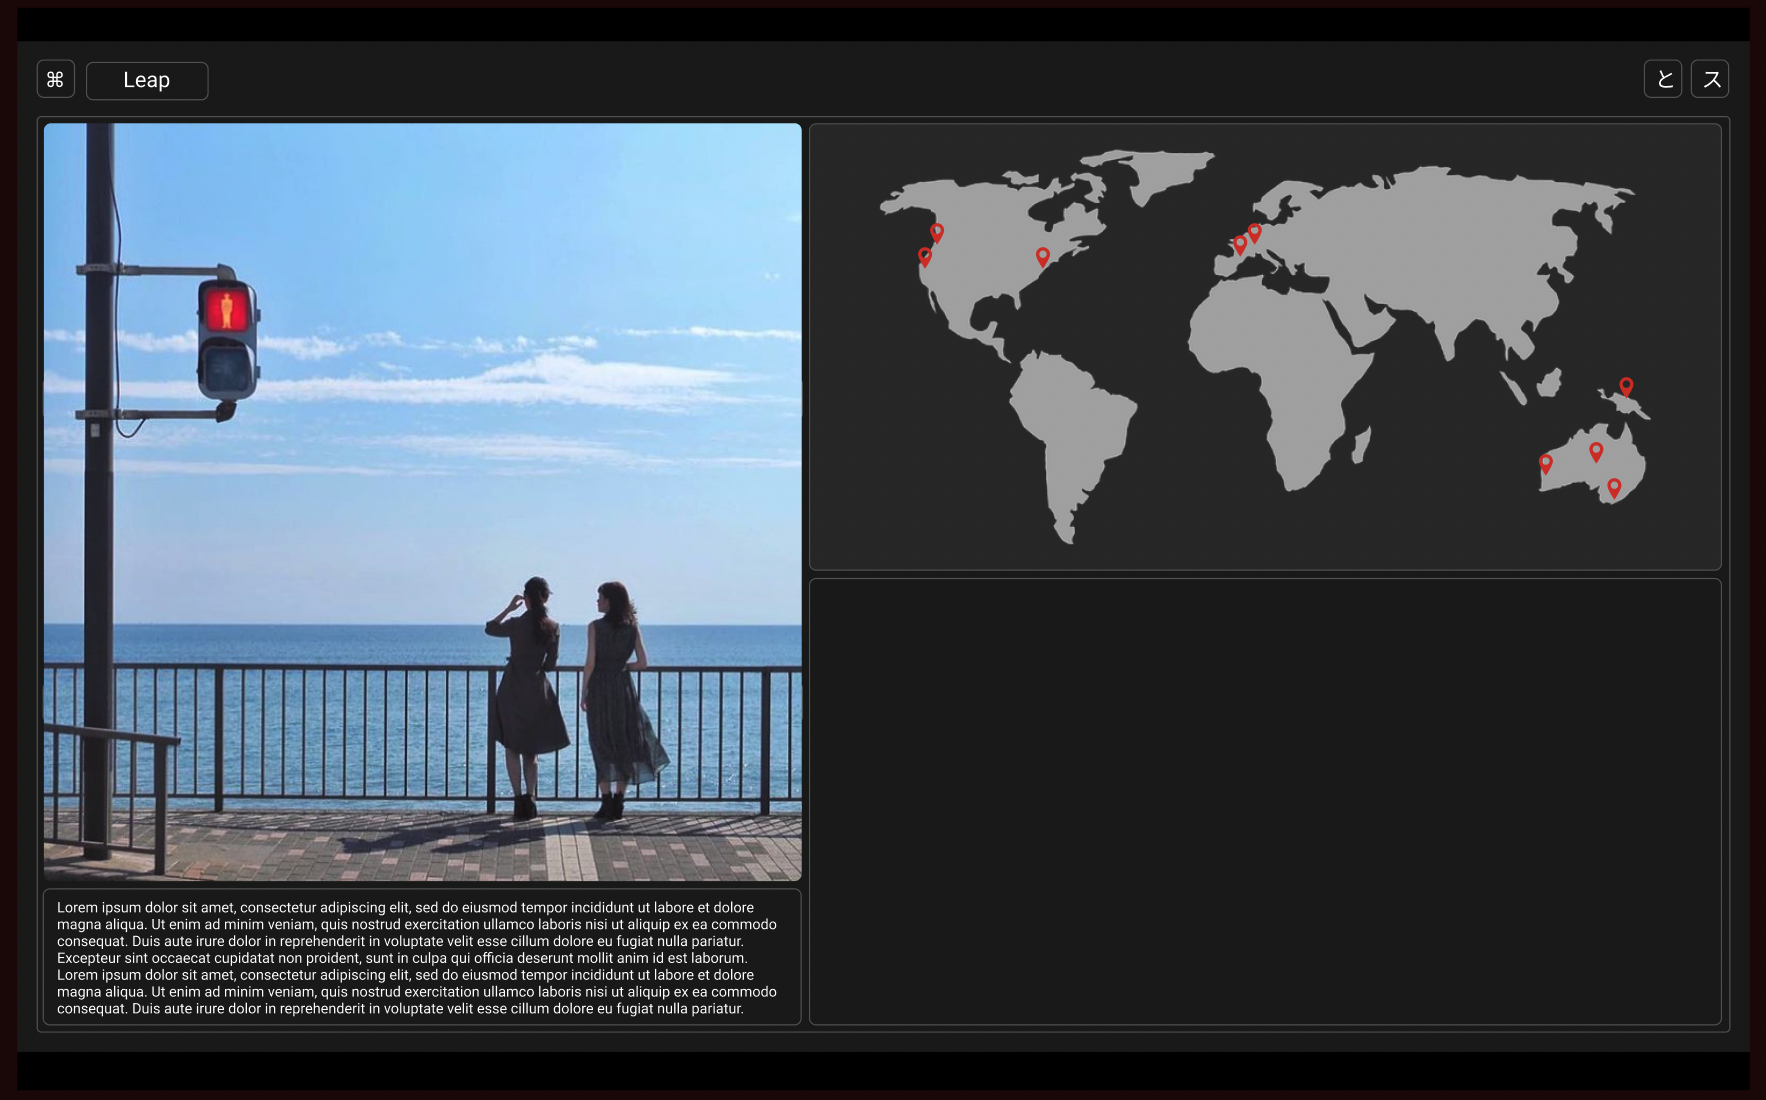 ⌘ Leap と ス
Lorem ipsum dolor sit amet, consectetur adipiscing elit, sed do eiusmod tempor incididunt ut labore et dolore
magna aliqua. Ut enim ad minim veniam, quis nostrud exercitation ullamco laboris nisi ut aliquip ex ea commodo
consequat. Duis aute irure dolor in reprehenderit in voluptate velit esse cillum dolore eu fugiat nulla pariatur.
Excepteur sint occaecat cupidatat non proident, sunt in culpa qui officia deserunt mollit anim id est laborum.
Lorem ipsum dolor sit amet, consectetur adipiscing elit, sed do eiusmod tempor incididunt ut labore et dolore
magna aliqua. Ut enim ad minim veniam, quis nostrud exercitation ullamco laboris nisi ut aliquip ex ea commodo
consequat. Duis aute irure dolor in reprehenderit in voluptate velit esse cillum dolore eu fugiat nulla pariatur.